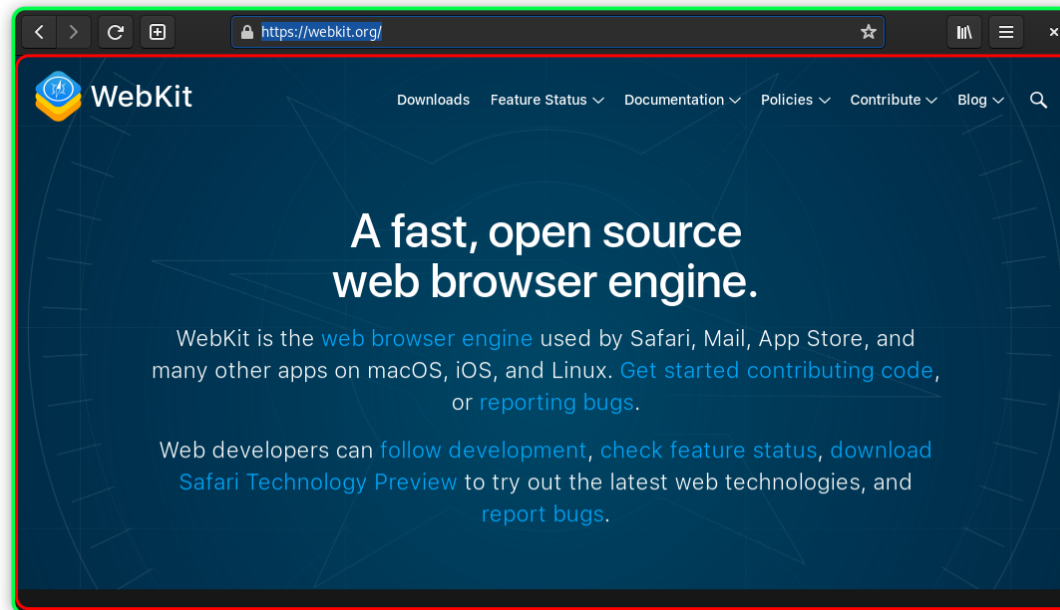 https://webkit.org/
WebKit
Downloads Feature Status Documentation Policies Contribute Blog
A fast, open source
web browser engine.
WebKit is the web browser engine used by Safari, Mail, App Store, and
many other apps on macOS, iOS, and Linux. Get started contributing code,
or reporting bugs.
Web developers can follow development, check feature status, download
Safari Technology Preview to try out the latest web technologies, and
report bugs.